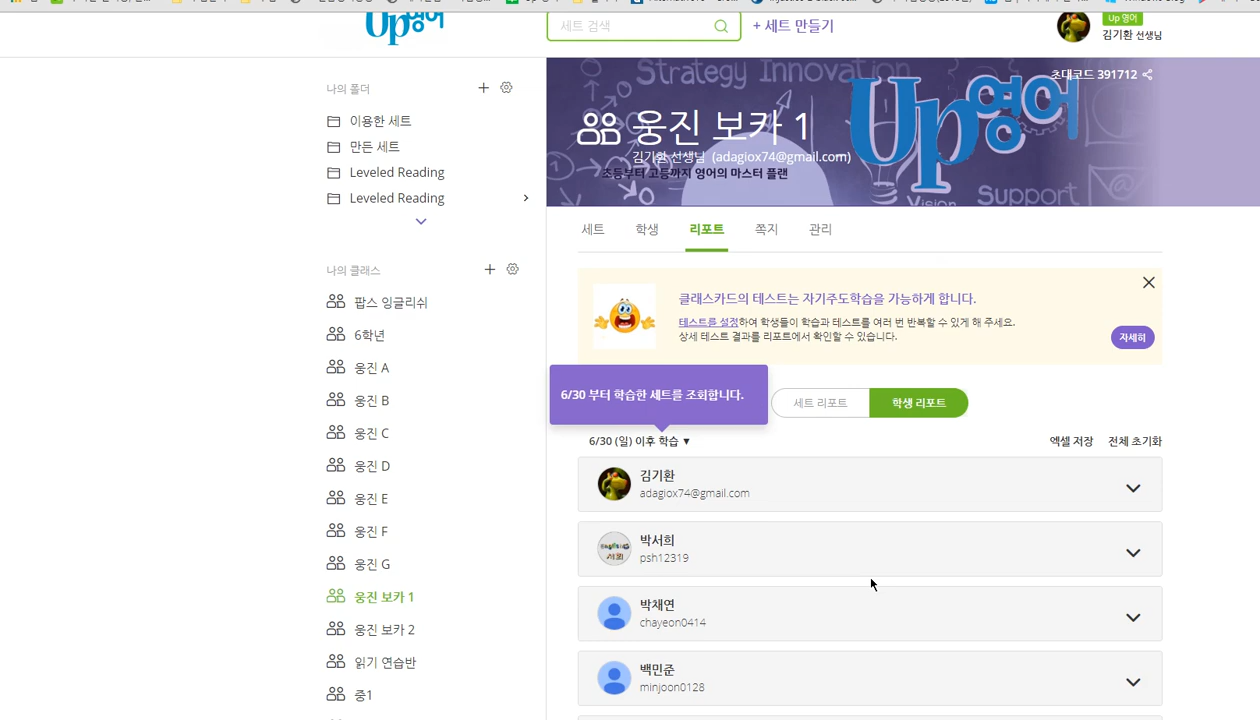 Up영어
세트 검색
+ 세트 만들기
Up 영어
김기환 선생님
나의 폴더
이용한 세트
만든 세트
Leveled Reading
Leveled Reading
나의 클래스
팝스 잉글리쉬
6학년
웅진 A
웅진 B
웅진 C
웅진 D
웅진 E
웅진 F
웅진 G
웅진 보카 1
웅진 보카 2
읽기 연습반
중1
Strategy Innovation
초대코드 391712
웅진 보카 1
Up영어
김기환 선생님 (adagiox74@gmail.com)
초등부터 고등까지 영어의 마스터 플랜
Support
Vision
세트 학생 리포트 쪽지 관리
클래스카드의 테스트는 자기주도학습을 가능하게 합니다.
테스트를 설정하여 학생들이 학습과 테스트를 여러 번 반복할 수 있게 해 주세요.
상세 테스트 결과를 리포트에서 확인할 수 있습니다.
자세히
6/30 부터 학습한 세트를 조회합니다.
세트 리포트 학생 리포트
6/30 (일) 이후 학습 ▼
엑셀 저장 전체 초기화
김기환
adagiox74@gmail.com
박서희
psh12319
박채연
chayeon0414
백민준
minjoon0128